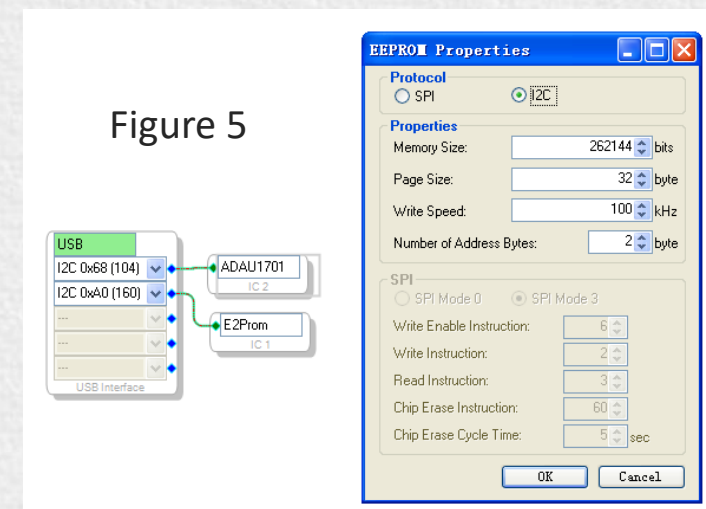 Figure 5
USB
I2C 0x68 (104)
I2C 0xA0 (160)
---
---
---
USB Interface
ADAU1701
IC 2
E2Prom
IC 1
EEPROM Properties
Protocol
SPI I2C
Properties
Memory Size: 262144 bits
Page Size: 32 byte
Write Speed: 100 kHz
Number of Address Bytes: 2 byte
SPI
SPI Mode 0 SPI Mode 3
Write Enable Instruction: 6
Write Instruction: 2
Read Instruction: 3
Chip Erase Instruction: 60
Chip Erase Cycle Time: 5 sec
OK Cancel